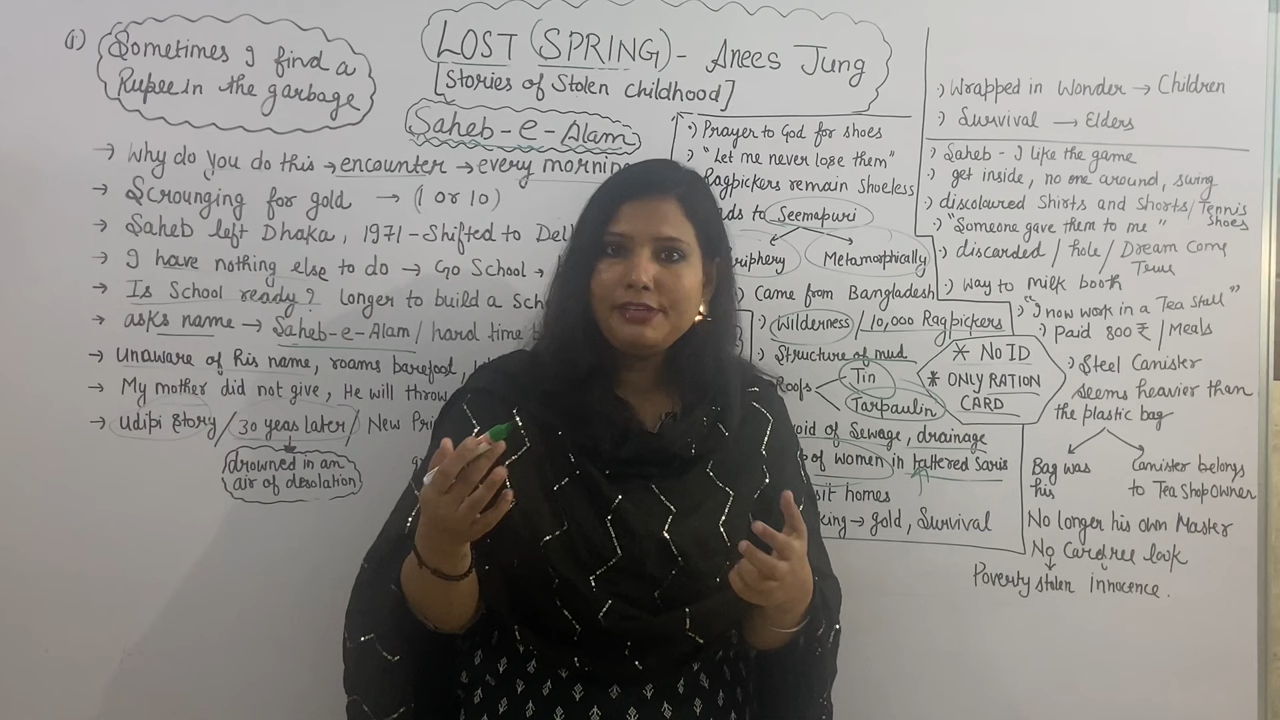 (1) Sometimes I find a
Rupee in the garbage
LOST (SPRING) - Anees Jung
[Stories of Stolen childhood]
Saheb-e-Alam
→ Why do you do this → encounter → every morning
→ Scrounging for gold → (1 or 10)
→ Saheb left Dhaka, 1971 - Shifted to
→ I have nothing else to do → Go School →
→ Is School ready? longer to build a
→ asks name → Saheb-e-Alam / hard time
→ Unaware of his name, roams barefoot,
→ My mother did not give, He will throw
→ Udipi Story / 30 years later / New
drowned in an
air of desolation
·) Prayer to God for shoes
·) "Let me never lose them"
Ragpickers remain shoeless
to Seemapuri
Metamorphically
·) Came from Bangladesh
·) Wilderness / 10,000 Ragpickers
·) Structure of mud
Roofs
Tin
Tarpaulin
of Sewage, drainage
of women in tattered Saris
homes
→ gold, Survival
* NO ID
* ONLY RATION
CARD
·) Wrapped in Wonder → Children
·) Survival → Elders
·) Saheb - I like the game
·) get inside, no one around, swing
·) discoloured Shirts and Shorts / Tennis
Shoes
·) "Someone gave them to me"
·) discarded / hole / Dream Come
True
·) way to milk booth
·) "I now work in a Tea Stall"
·) Paid 800 ₹ / Meals
·) Steel Canister
seems heavier than
the plastic bag
Bag was
his
Canister belongs
to Tea Shop Owner
No longer his own Master
No Carefree look
Poverty stolen innocence.